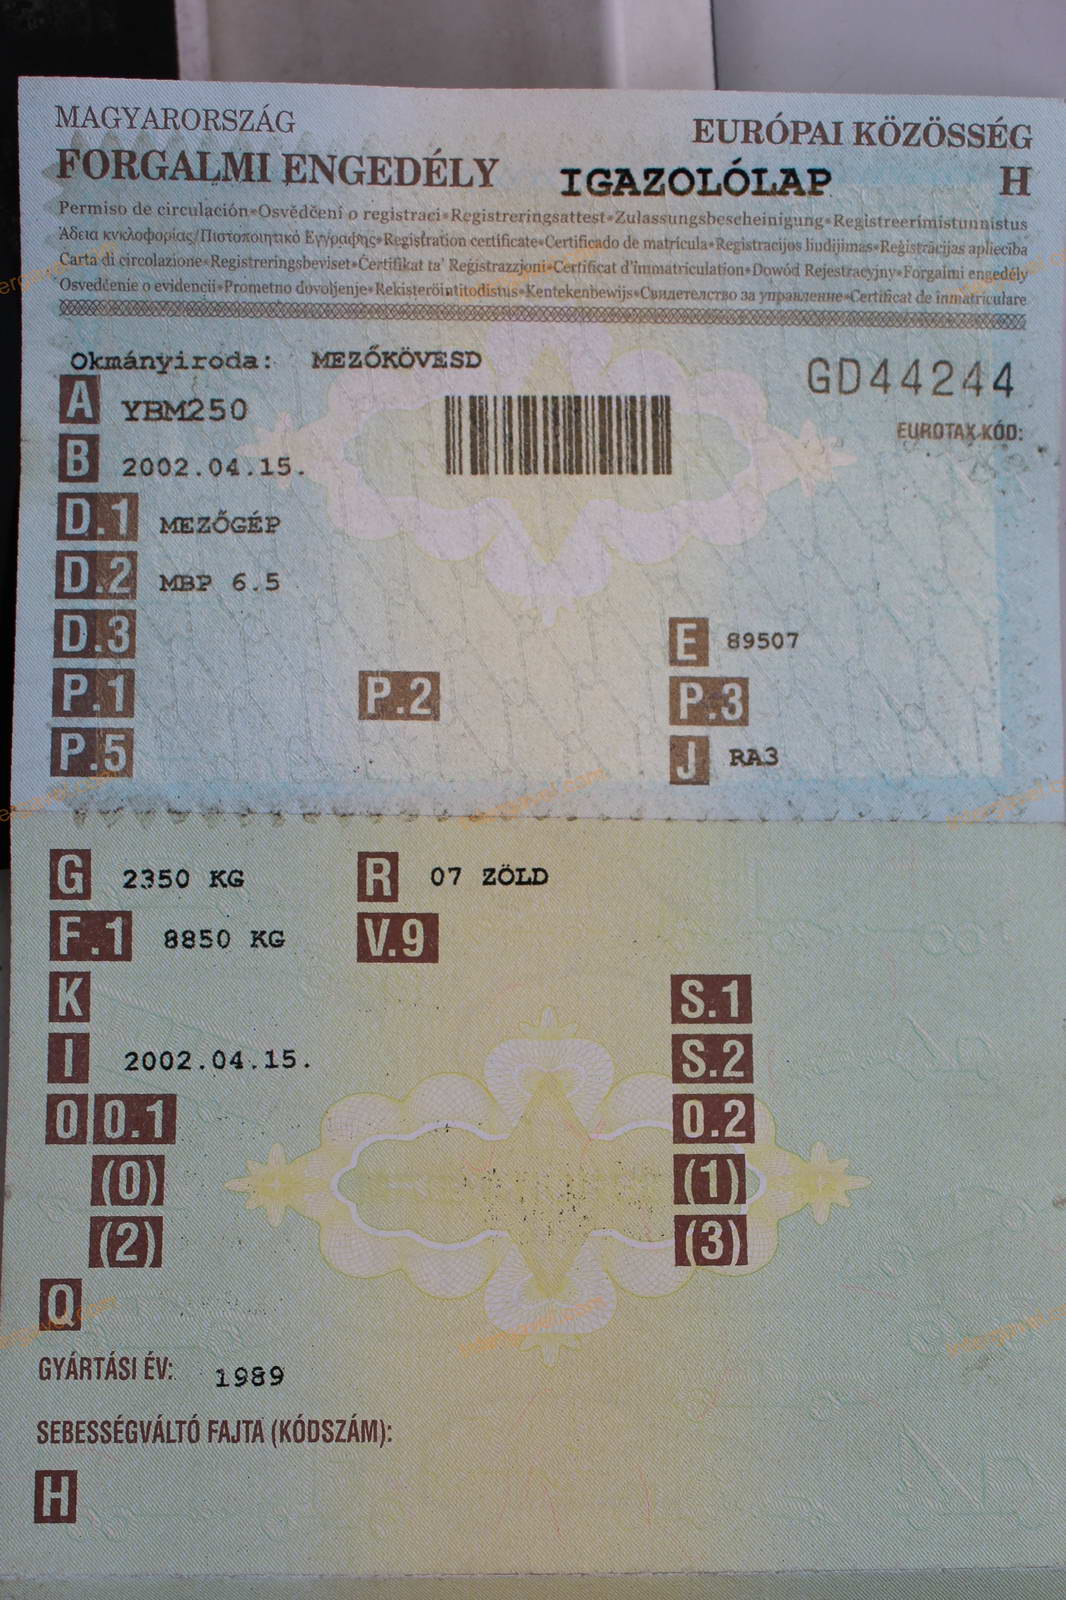 MAGYARORSZÁG
EURÓPAI KÖZÖSSÉG
FORGALMI ENGEDÉLY
IGAZOLÓLAP
H
Permiso de circulación•Osvědčení o registraci•Registreringsattest•Zulassungsbescheinigung•Registreerimistunnistus
Άδεια κυκλοφορίας/Πιστοποιητικό Εγγραφης•Registration certificate•Certificado de matrícula•Registracijos liudijimas•Reģistrācijas apliecība
Carta di circolazione•Registreringsbeviset•Ċertifikat ta' Reġistrazzjoni•Certificat d'immatriculation•Dowód Rejestracyjny•Forgalmi engedély
Osvedčenie o evidencii•Prometno dovoljenje•Rekisteröintitodistus•Kentekenbewijs•Свидетелство за управление•Certificat de inmatriculare
Okmányiroda: MEZŐKÖVESD
GD44244
A YBM250
EUROTAX-KÓD:
B 2002.04.15.
D.1 MEZŐGÉP
D.2 MBP 6.5
D.3
E 89507
P.1 P.2 P.3
P.5
J RA3
G 2350 KG R 07 ZÖLD
F.1 8850 KG V.9
K S.1
I 2002.04.15. S.2
O O.1 O.2
(0) (1)
(2) (3)
Q
GYÁRTÁSI ÉV: 1989
SEBESSÉGVÁLTÓ FAJTA (KÓDSZÁM):
H